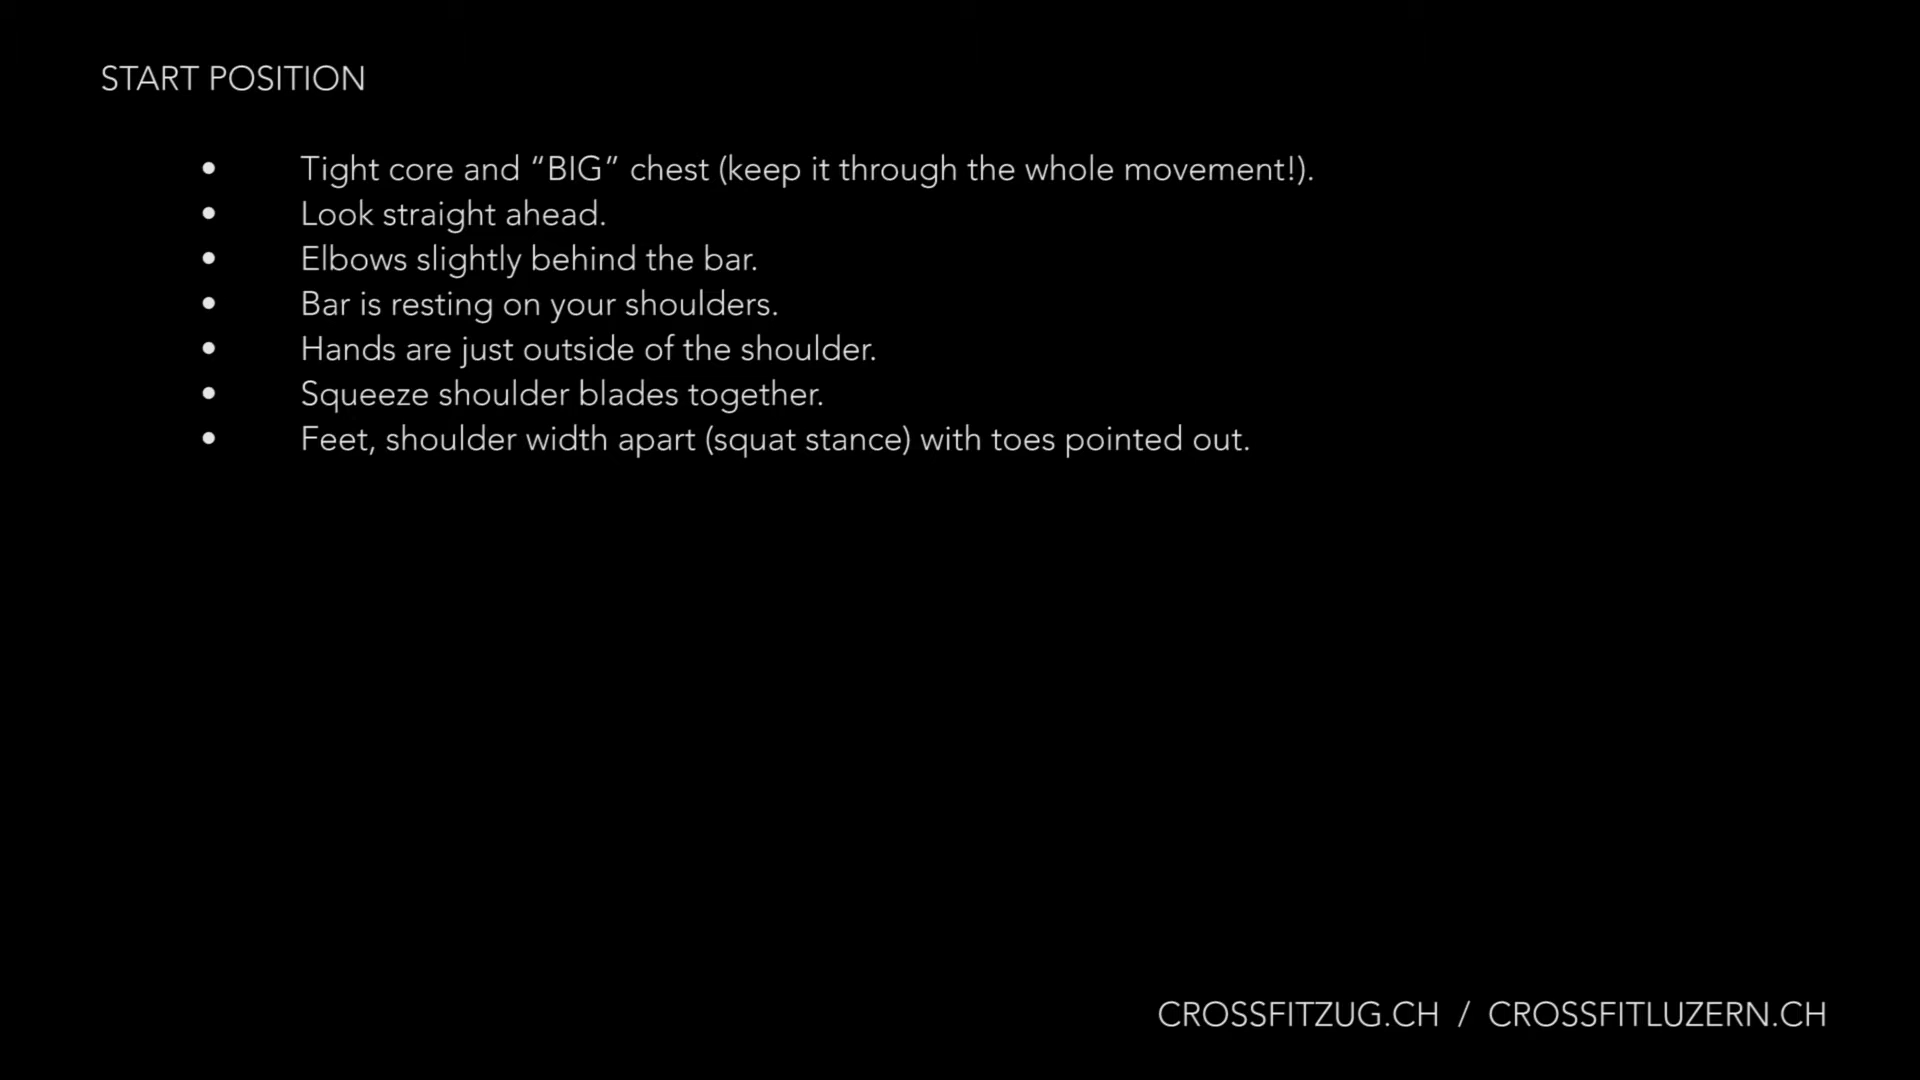 START POSITION
• Tight core and “BIG” chest (keep it through the whole movement!).
• Look straight ahead.
• Elbows slightly behind the bar.
• Bar is resting on your shoulders.
• Hands are just outside of the shoulder.
• Squeeze shoulder blades together.
• Feet, shoulder width apart (squat stance) with toes pointed out.
CROSSFITZUG.CH / CROSSFITLUZERN.CH